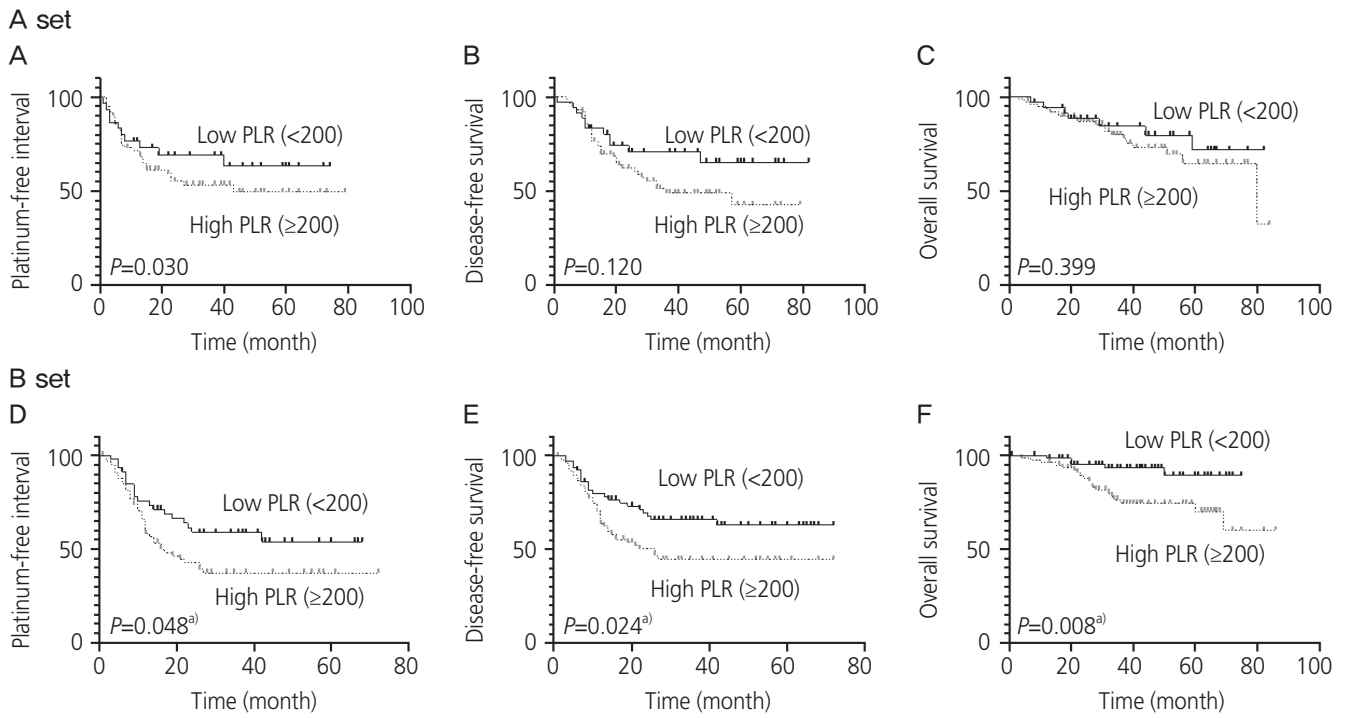 A set
A
Platinum-free interval
100
50
0
Low PLR (<200)
High PLR (≥200)
P=0.030
0 20 40 60 80 100
Time (month)
B
Disease-free survival
100
50
0
Low PLR (<200)
High PLR (≥200)
P=0.120
0 20 40 60 80 100
Time (month)
C
Overall survival
100
50
0
Low PLR (<200)
High PLR (≥200)
P=0.399
0 20 40 60 80 100
Time (month)
B set
D
Platinum-free interval
100
50
0
Low PLR (<200)
High PLR (≥200)
P=0.048a)
0 20 40 60 80
Time (month)
E
Disease-free survival
100
50
0
Low PLR (<200)
High PLR (≥200)
P=0.024a)
0 20 40 60 80
Time (month)
F
Overall survival
100
50
0
Low PLR (<200)
High PLR (≥200)
P=0.008a)
0 20 40 60 80 100
Time (month)